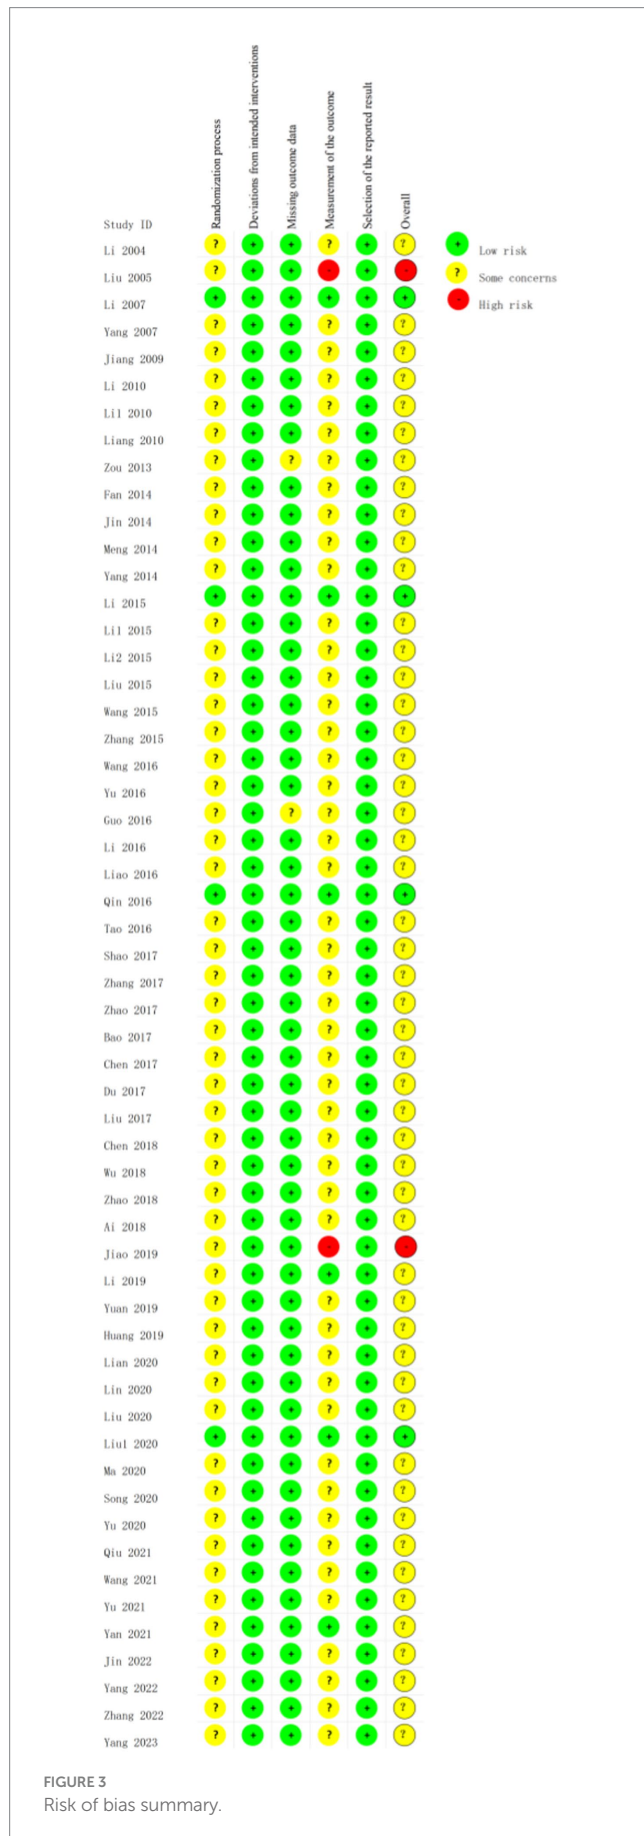 Randomization process
Deviations from intended interventions
Missing outcome data
Measurement of the outcome
Selection of the reported result
Overall
Study ID
Li 2004 ? + + ? + ?
Liu 2005 ? + + - + -
Li 2007 + + + + + +
Yang 2007 ? + + ? + ?
Jiang 2009 ? + + ? + ?
Li 2010 ? + + ? + ?
Li1 2010 ? + + ? + ?
Liang 2010 ? + + ? + ?
Zou 2013 ? + ? ? + ?
Fan 2014 ? + + ? + ?
Jin 2014 ? + + ? + ?
Meng 2014 ? + + ? + ?
Yang 2014 ? + + ? + ?
Li 2015 + + + + + +
Li1 2015 ? + + ? + ?
Li2 2015 ? + + ? + ?
Liu 2015 ? + + ? + ?
Wang 2015 ? + + ? + ?
Zhang 2015 ? + + ? + ?
Wang 2016 ? + + ? + ?
Yu 2016 ? + + ? + ?
Guo 2016 ? + ? ? + ?
Li 2016 ? + + ? + ?
Liao 2016 ? + + ? + ?
Qin 2016 + + + + + +
Tao 2016 ? + + ? + ?
Shao 2017 ? + + ? + ?
Zhang 2017 ? + + ? + ?
Zhao 2017 ? + + ? + ?
Bao 2017 ? + + ? + ?
Chen 2017 ? + + ? + ?
Du 2017 ? + + ? + ?
Liu 2017 ? + + ? + ?
Chen 2018 ? + + ? + ?
Wu 2018 ? + + ? + ?
Zhao 2018 ? + + ? + ?
Ai 2018 ? + + ? + ?
Jiao 2019 ? + + - + -
Li 2019 ? + + + + ?
Yuan 2019 ? + + ? + ?
Huang 2019 ? + + ? + ?
Lian 2020 ? + + ? + ?
Lin 2020 ? + + ? + ?
Liu 2020 ? + + ? + ?
Liu1 2020 + + + + + +
Ma 2020 ? + + ? + ?
Song 2020 ? + + ? + ?
Yu 2020 ? + + ? + ?
Qiu 2021 ? + + ? + ?
Wang 2021 ? + + ? + ?
Yu 2021 ? + + ? + ?
Yan 2021 ? + + + + ?
Jin 2022 ? + + ? + ?
Yang 2022 ? + + ? + ?
Zhang 2022 ? + + ? + ?
Yang 2023 ? + + ? + ?
+ Low risk
? Some concerns
- High risk
FIGURE 3
Risk of bias summary.